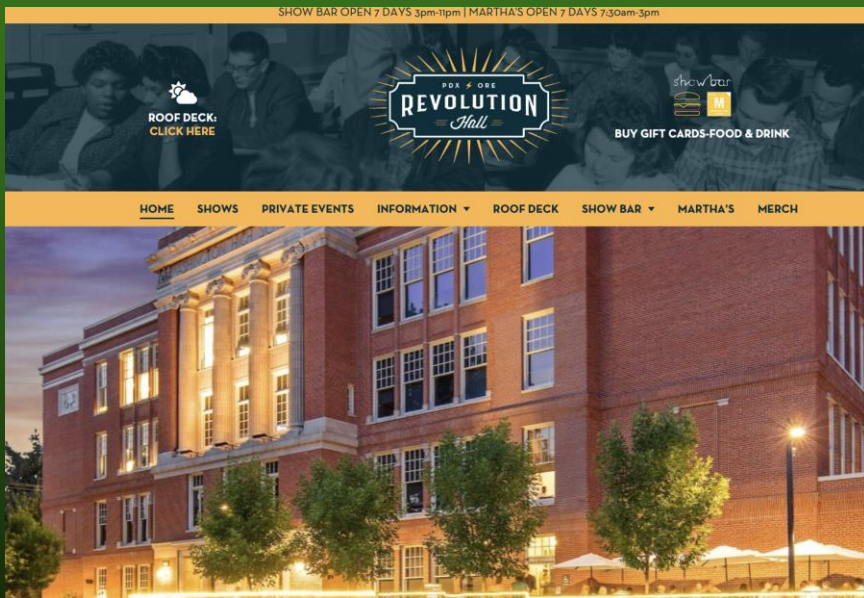 SHOW BAR OPEN 7 DAYS 3pm-11pm | MARTHA'S OPEN 7 DAYS 7:30am-3pm
ROOF DECK:
CLICK HERE
PDX ORE
REVOLUTION
Hall
showbar
M
BUY GIFT CARDS-FOOD & DRINK
HOME SHOWS PRIVATE EVENTS INFORMATION ROOF DECK SHOW BAR MARTHA'S MERCH